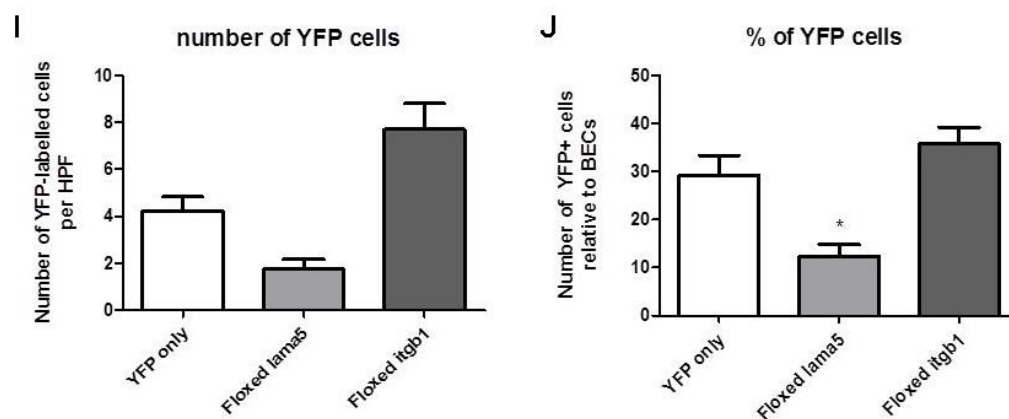 I
number of YFP cells
Number of YFP-labelled cells
per HPF
10
8
6
4
2
0
YFP only
Floxed lama5
Floxed itgb1
J
% of YFP cells
Number of YFP+ cells
relative to BECs
50
40
30
20
10
0
*
YFP only
Floxed lama5
Floxed itgb1